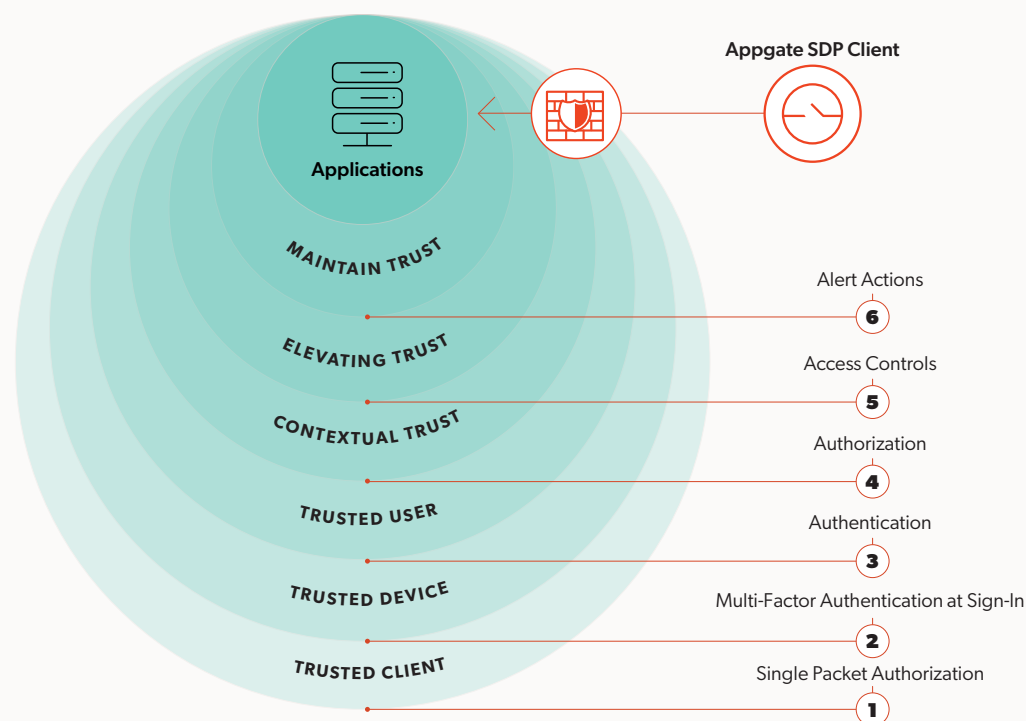 Appgate SDP Client
Applications
MAINTAIN TRUST
Alert Actions
6
ELEVATING TRUST
Access Controls
5
CONTEXTUAL TRUST
Authorization
4
TRUSTED USER
Authentication
3
TRUSTED DEVICE
Multi-Factor Authentication at Sign-In
2
TRUSTED CLIENT
Single Packet Authorization
1